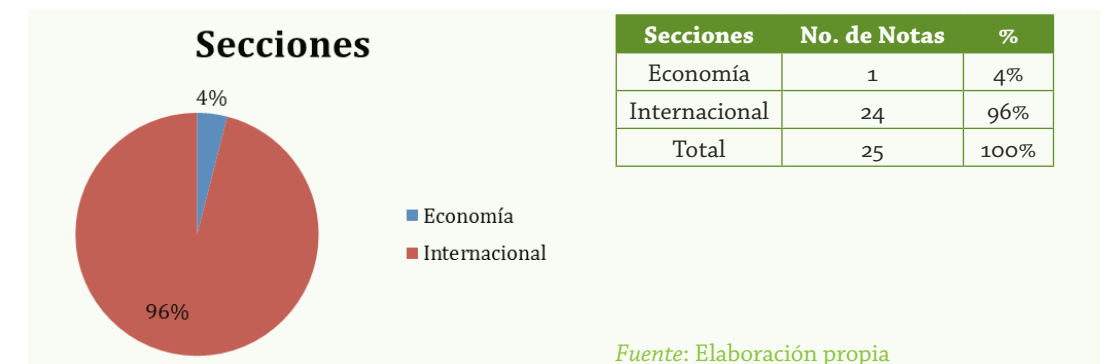 Secciones
4%
96%
Economía
Internacional
Secciones No. de Notas %
Economía 1 4%
Internacional 24 96%
Total 25 100%
Fuente: Elaboración propia